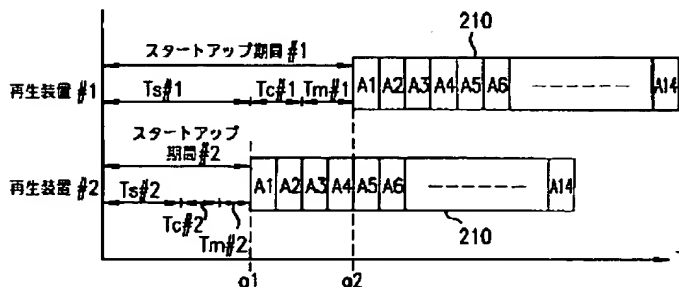 210
スタートアップ期間 #1
再生装置 #1
Ts#1 Tc#1 Tm#1
A1 A2 A3 A4 A5 A6 A14
スタートアップ
期間#2
再生装置 #2
Ts#2
Tc#2
Tm#2
A1 A2 A3 A4 A5 A6 A14
210
g1 g2